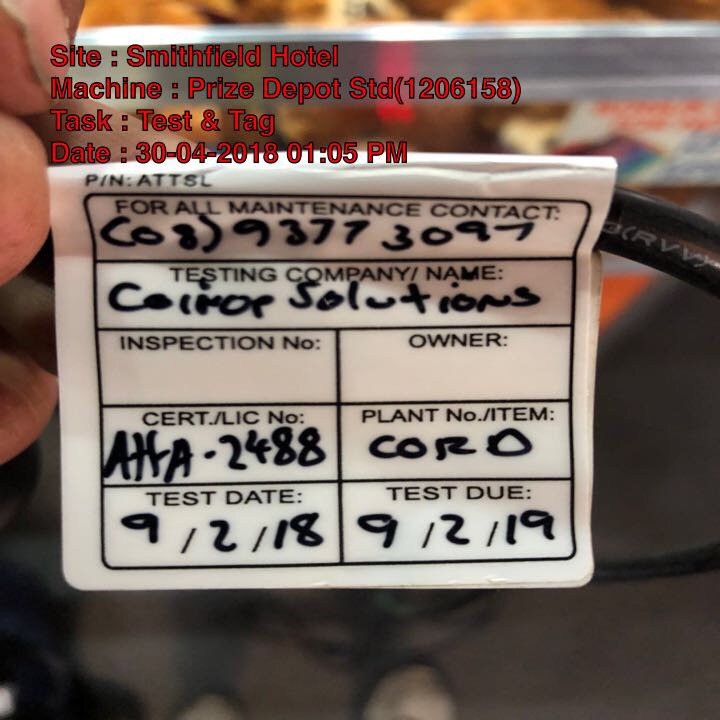 Site : Smithfield Hotel
Machine : Prize Depot Std(1206158)
Task : Test & Tag
Date : 30-04-2018 01:05 PM
P/N: ATTSL
FOR ALL MAINTENANCE CONTACT:
(08) 9377 3097
TESTING COMPANY/ NAME:
Coinop Solutions
INSPECTION No:
OWNER:
CERT./LIC No:
PLANT No./ITEM:
AHA-2488
CORD
TEST DATE:
TEST DUE:
9/2/18
9/2/19